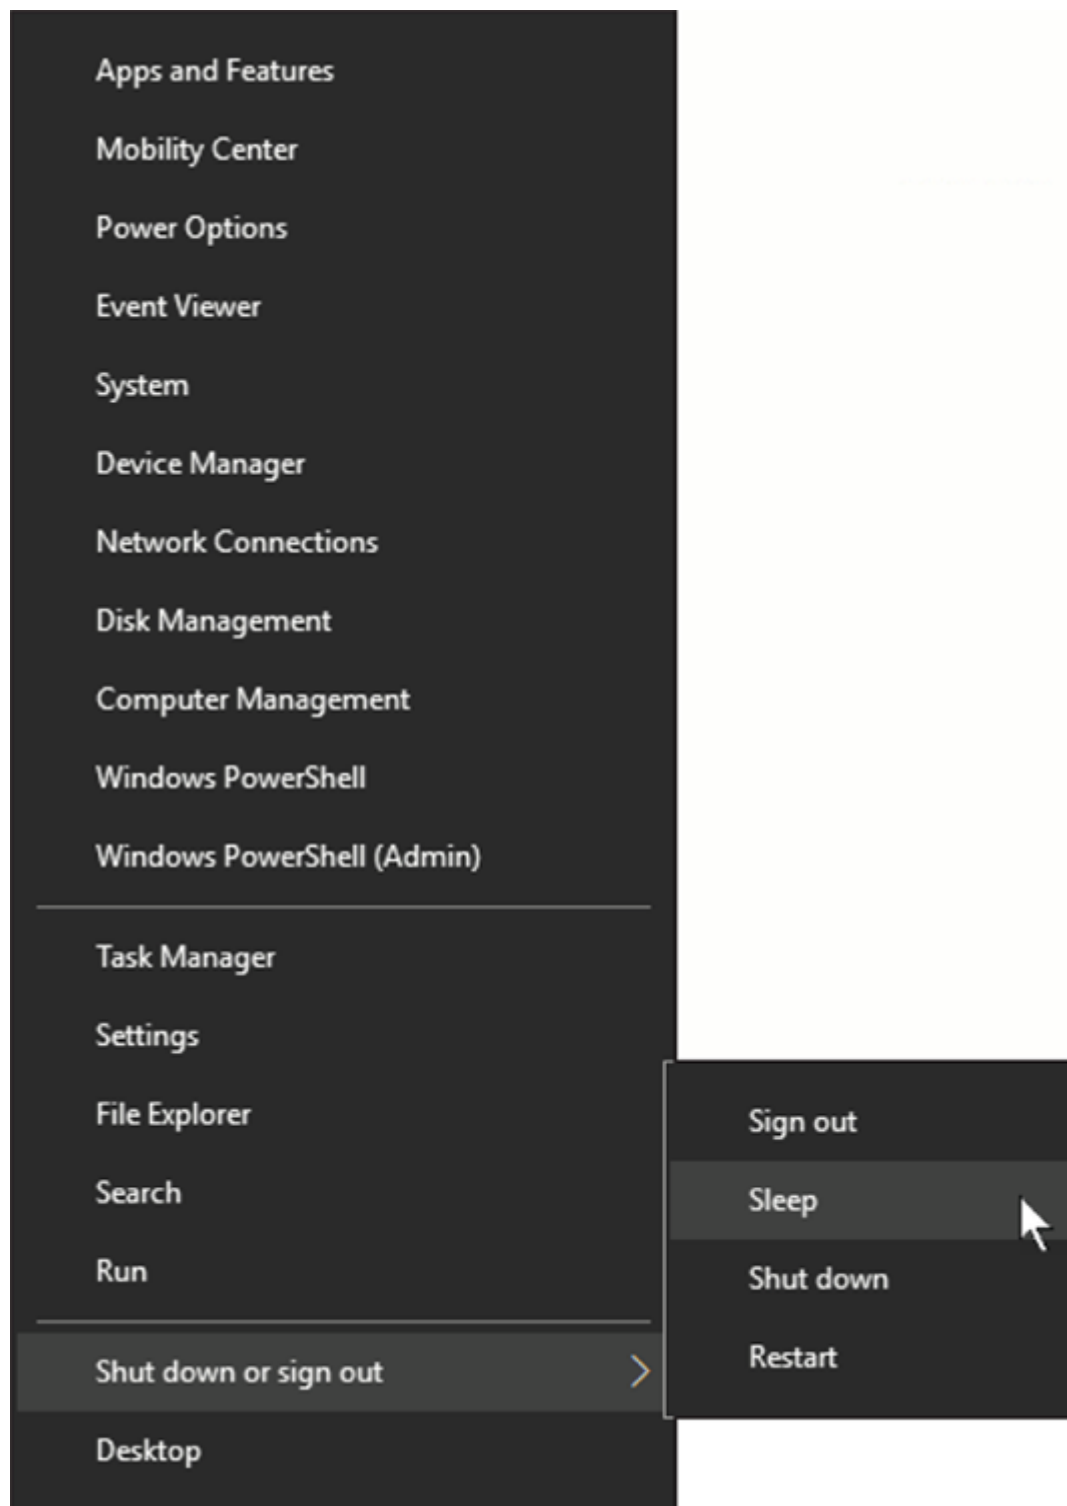 Apps and Features
Mobility Center
Power Options
Event Viewer
System
Device Manager
Network Connections
Disk Management
Computer Management
Windows PowerShell
Windows PowerShell (Admin)
Task Manager
Settings
File Explorer
Search
Run
Shut down or sign out
Desktop
Sign out
Sleep
Shut down
Restart